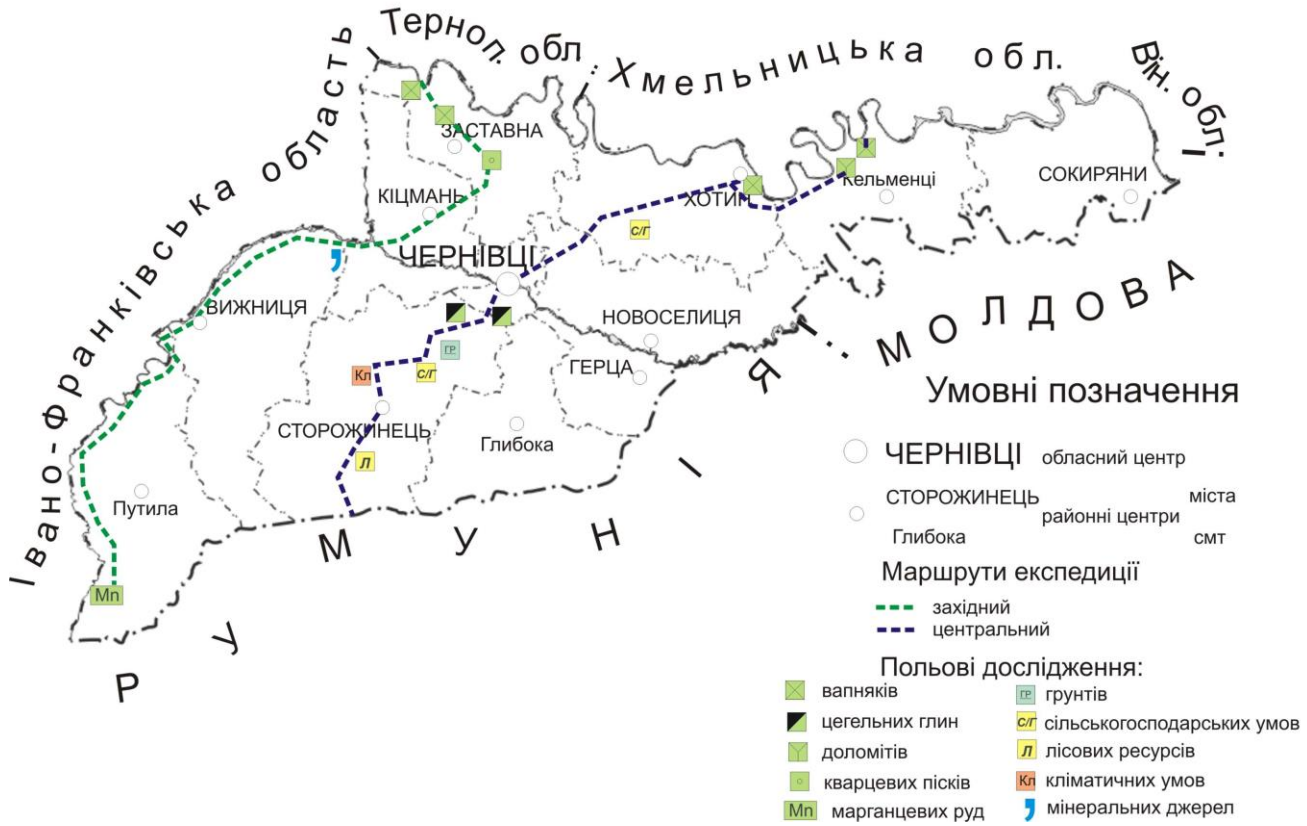 Івано-Франківська область
Терноп. обл.
Хмельницька обл.
Він. обл.
ЗАСТАВНА
КІЦМАНЬ
ХОТИН
Кельменці
СОКИРЯНИ
ЧЕРНІВЦІ
С/Г
ВИЖНИЦЯ
НОВОСЕЛИЦЯ
ГР
ГЕРЦА
Кл
С/Г
СТОРОЖИНЕЦЬ
Глибока
Л
Путила
Mn
РУМУНІЯ
МОЛДОВА
Умовні позначення
ЧЕРНІВЦІ обласний центр
СТОРОЖИНЕЦЬ міста
районні центри
Глибока смт
Маршрути експедиції
західний
центральний
Польові дослідження:
вапняків
цегельних глин
доломітів
кварцевих пісків
Mn марганцевих руд
ГР грунтів
С/Г сільськогосподарських умов
Л лісових ресурсів
Кл кліматичних умов
мінеральних джерел